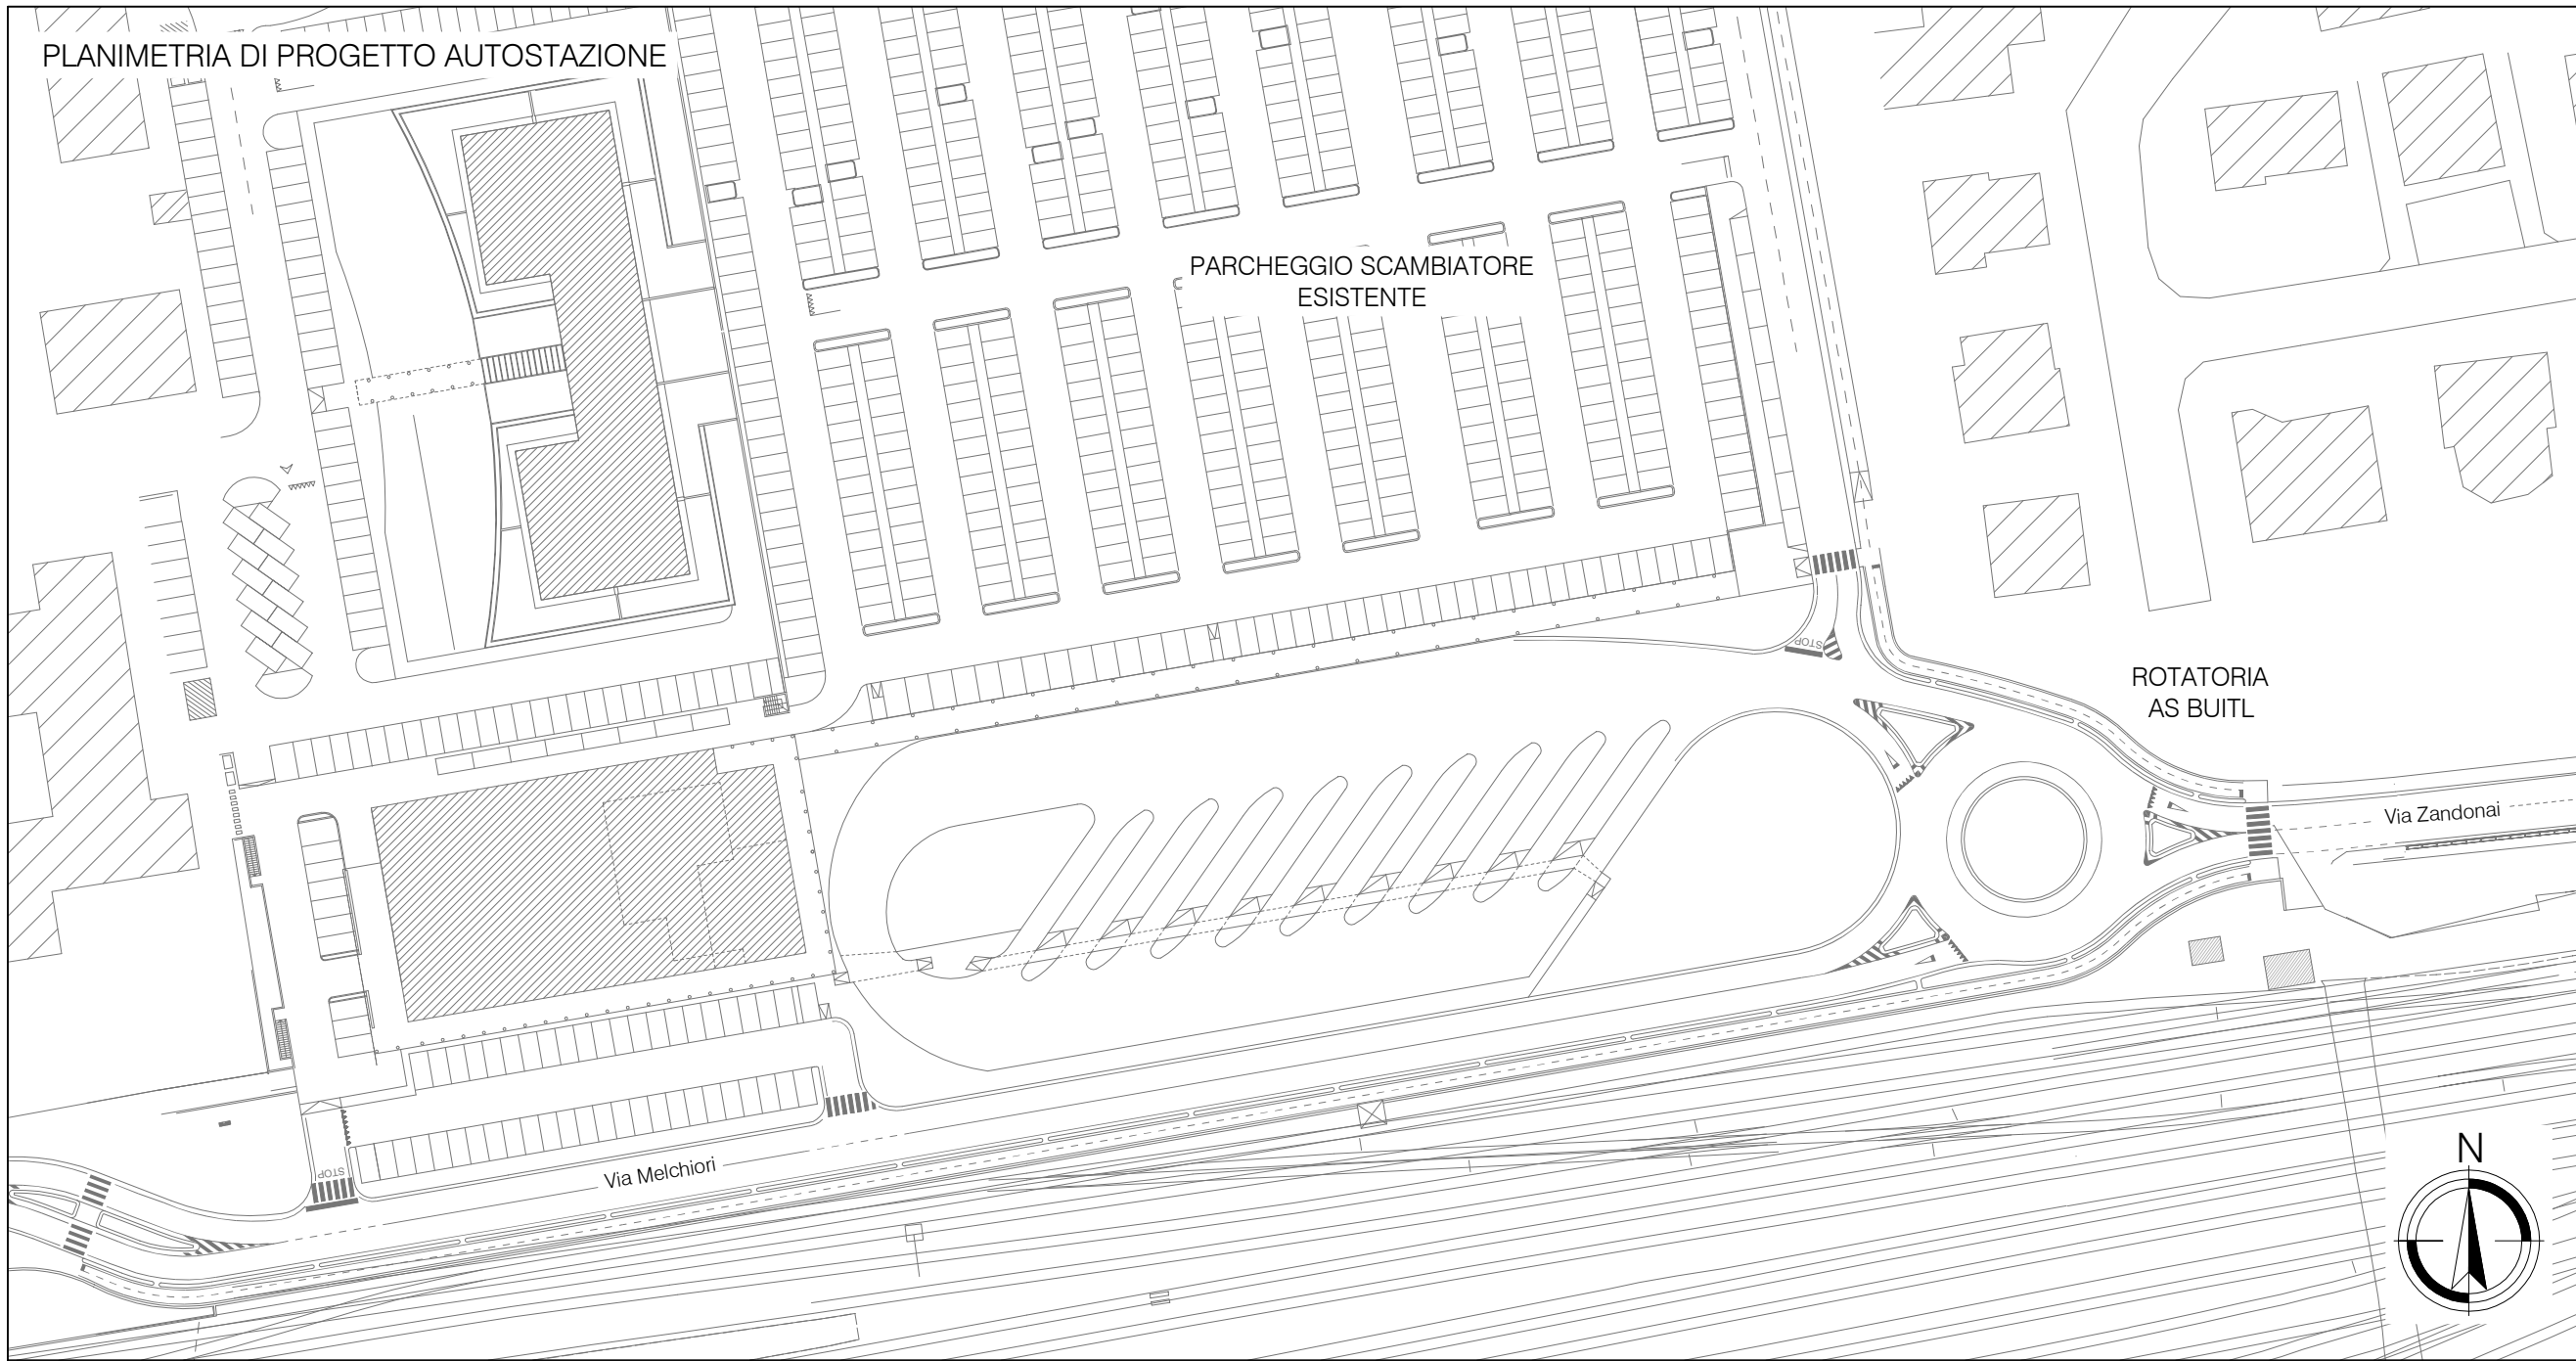 PLANIMETRIA DI PROGETTO AUTOSTAZIONE
PARCHEGGIO SCAMBIATORE
ESISTENTE
STOP
ROTATORIA
AS BUITL
Via Zandonai
Via Melchiori
STOP
N